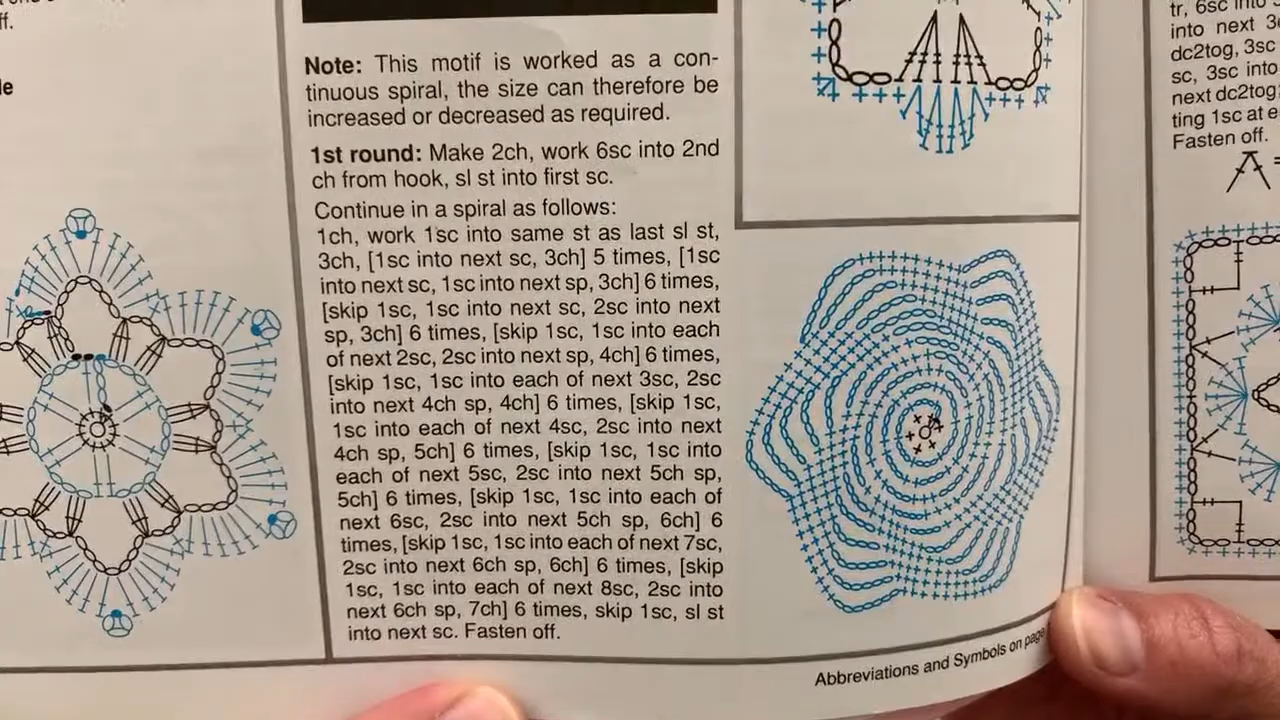 ff.
Note: This motif is worked as a con-
tinuous spiral, the size can therefore be
increased or decreased as required.
1st round: Make 2ch, work 6sc into 2nd
ch from hook, sl st into first sc.
Continue in a spiral as follows:
1ch, work 1sc into same st as last sl st,
3ch, [1sc into next sc, 3ch] 5 times, [1sc
into next sc, 1sc into next sp, 3ch] 6 times,
[skip 1sc, 1sc into next sc, 2sc into next
sp, 3ch] 6 times, [skip 1sc, 1sc into each
of next 2sc, 2sc into next sp, 4ch] 6 times,
[skip 1sc, 1sc into each of next 3sc, 2sc
into next 4ch sp, 4ch] 6 times, [skip 1sc,
1sc into each of next 4sc, 2sc into next
4ch sp, 5ch] 6 times, [skip 1sc, 1sc into
each of next 5sc, 2sc into next 5ch sp,
5ch] 6 times, [skip 1sc, 1sc into each of
next 6sc, 2sc into next 5ch sp, 6ch] 6
times, [skip 1sc, 1sc into each of next 7sc,
2sc into next 6ch sp, 6ch] 6 times, [skip
1sc, 1sc into each of next 8sc, 2sc into
next 6ch sp, 7ch] 6 times, skip 1sc, sl st
into next sc. Fasten off.
Abbreviations and Symbols on page
tr, 6sc into
into next
dc2tog, 3sc
sc, 3sc into
next dc2tog
ting 1sc at
Fasten off.